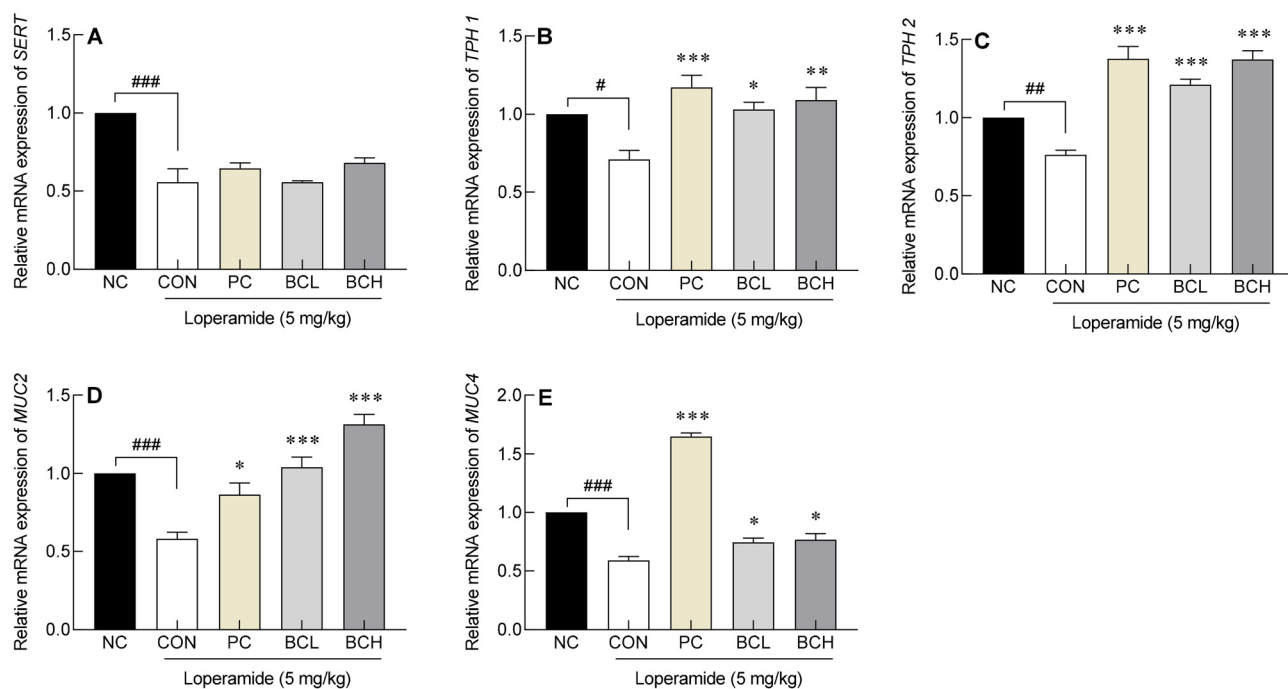 Relative mRNA expression of SERT
A
1.5
1.0
0.5
0.0
###
NC CON PC BCL BCH
Loperamide (5 mg/kg)
Relative mRNA expression of TPH 1
B
1.5
1.0
0.5
0.0
#
***
*
**
NC CON PC BCL BCH
Loperamide (5 mg/kg)
Relative mRNA expression of TPH 2
C
1.5
1.0
0.5
0.0
##
***
***
***
NC CON PC BCL BCH
Loperamide (5 mg/kg)
Relative mRNA expression of MUC2
D
1.5
1.0
0.5
0.0
###
*
***
***
NC CON PC BCL BCH
Loperamide (5 mg/kg)
Relative mRNA expression of MUC4
E
2.0
1.5
1.0
0.5
0.0
###
***
*
*
NC CON PC BCL BCH
Loperamide (5 mg/kg)